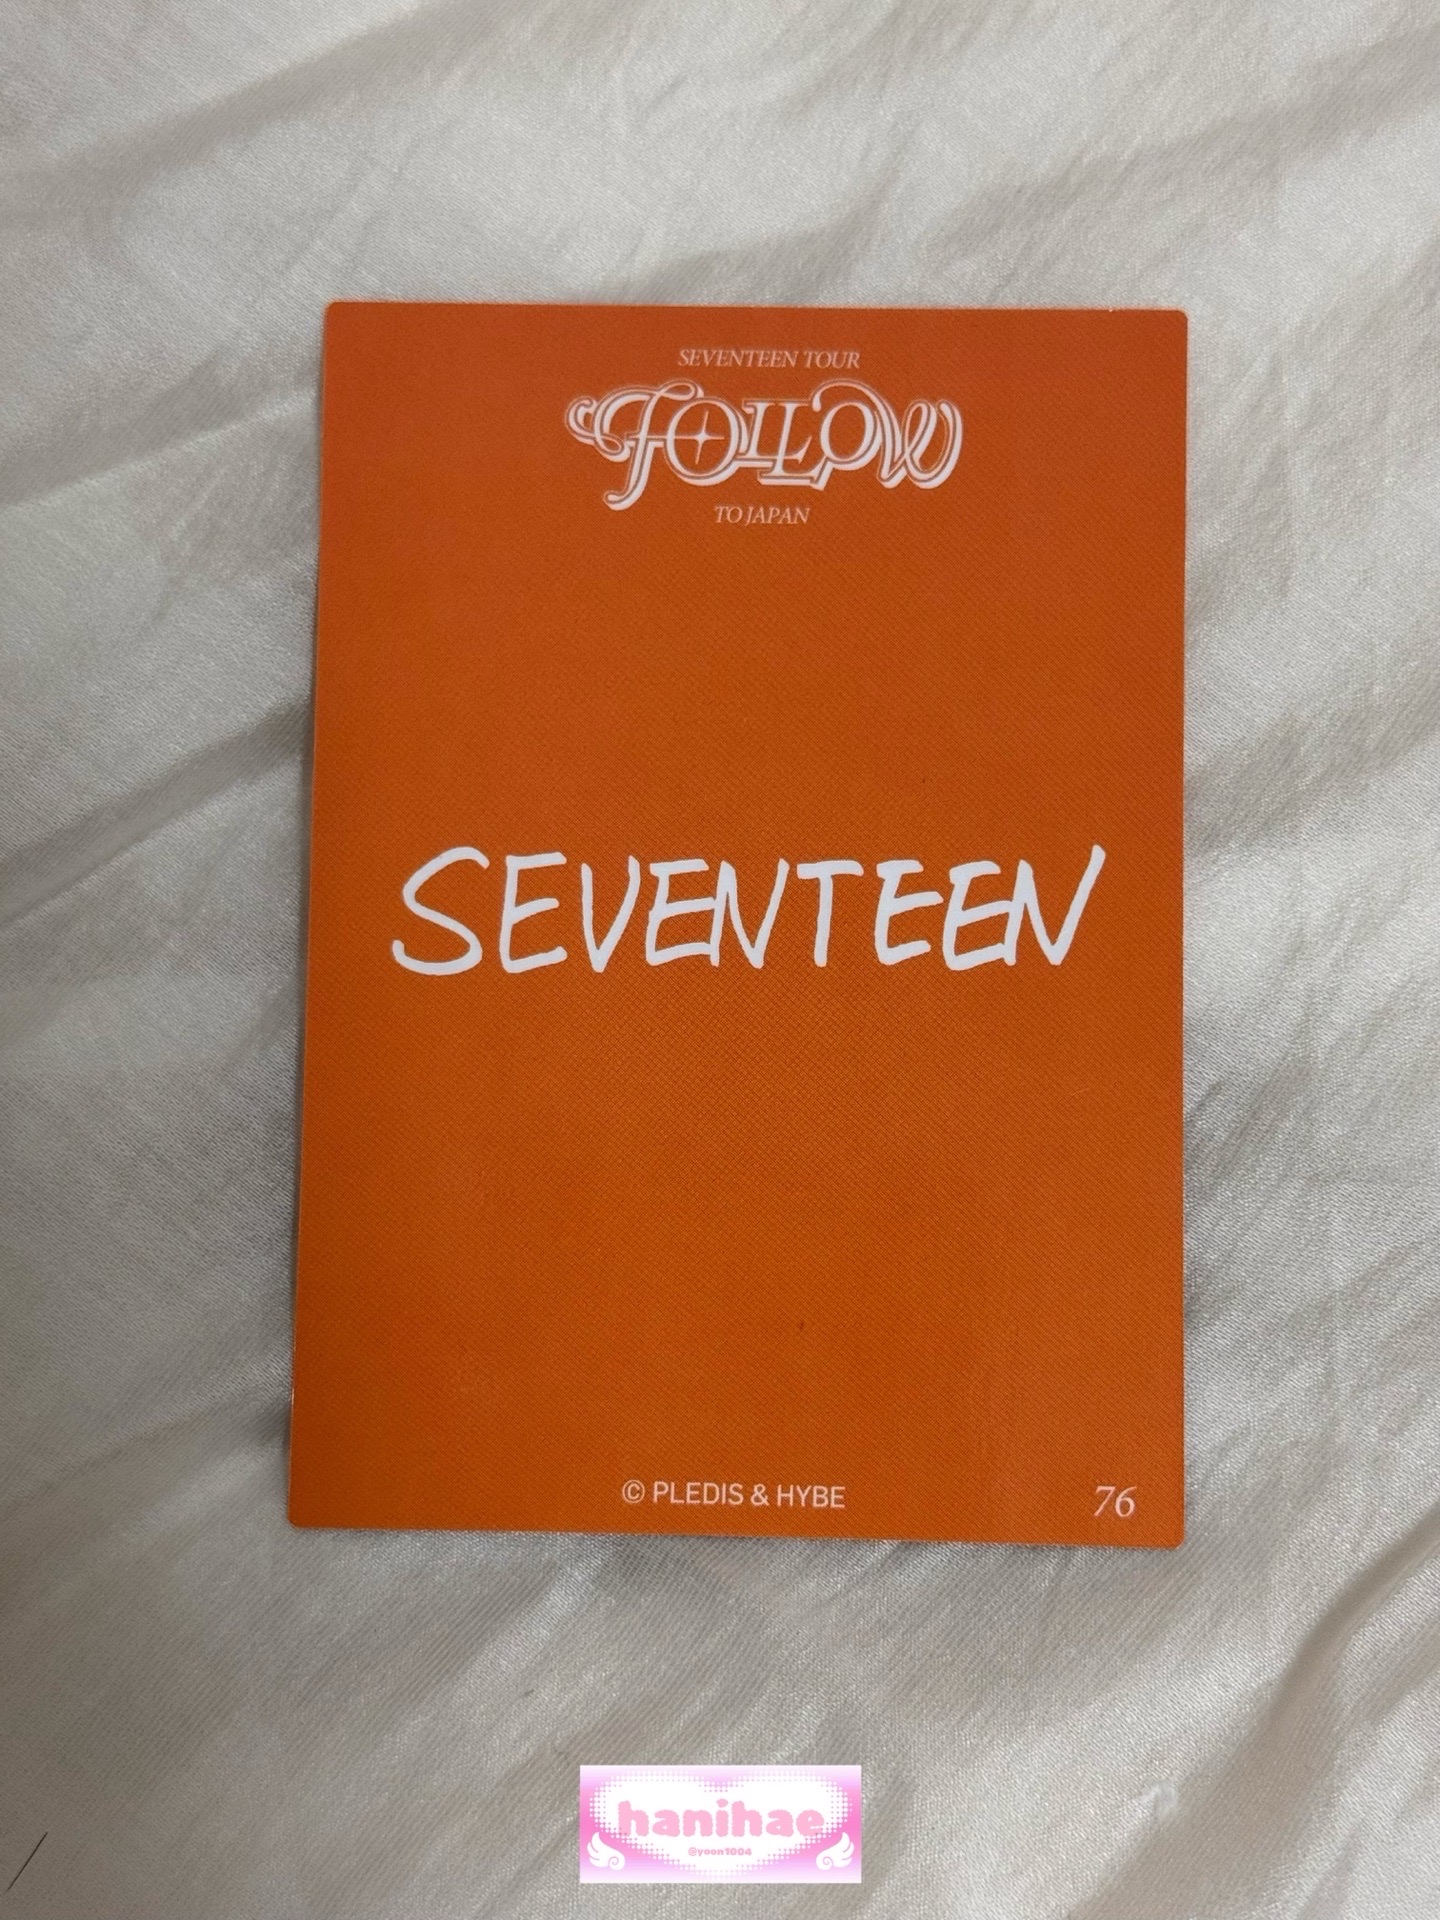 SEVENTEEN TOUR
FOLLOW
TO JAPAN
SEVENTEEN
© PLEDIS & HYBE
76
hanihae
@yoon1004